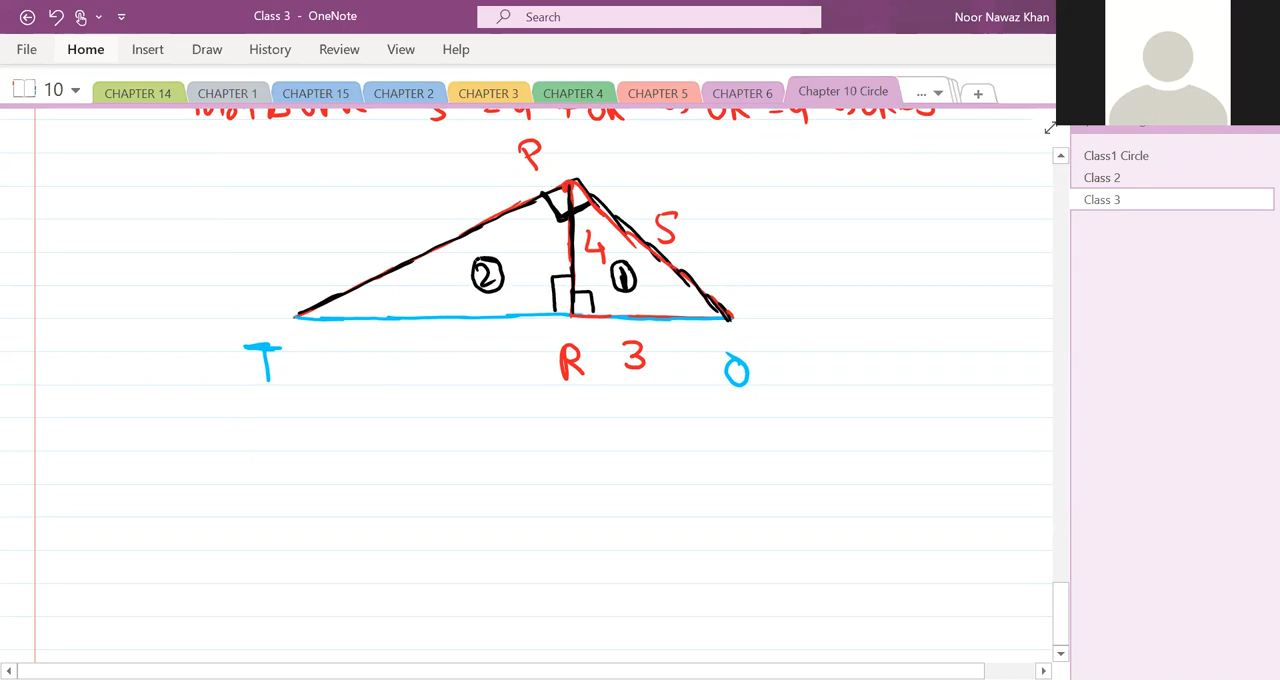 Class 3 - OneNote
Search
Noor Nawaz Khan
File Home Insert Draw History Review View Help
10 CHAPTER 14 CHAPTER 1 CHAPTER 15 CHAPTER 2 CHAPTER 3 CHAPTER 4 CHAPTER 5 CHAPTER 6 Chapter 10 Circle ... +
Class1 Circle
Class 2
Class 3
P
5
4
2 1
T R 3 O